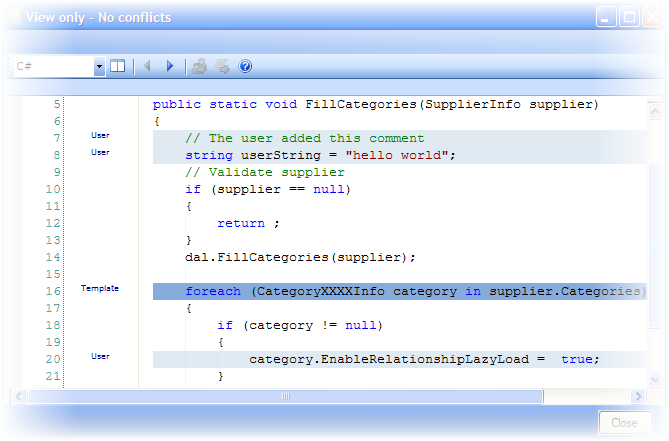 View only - No conflicts
C#
5 public static void FillCategories(SupplierInfo supplier)
6 {
7 User // The user added this comment
8 User string userString = "hello world";
9 // Validate supplier
10 if (supplier == null)
11 {
12 return ;
13 }
14 dal.FillCategories(supplier);
15
16 Template foreach (CategoryXXXXInfo category in supplier.Categories)
17 {
18 if (category != null)
19 {
20 User category.EnableRelationshipLazyLoad =  true;
21 }
Close